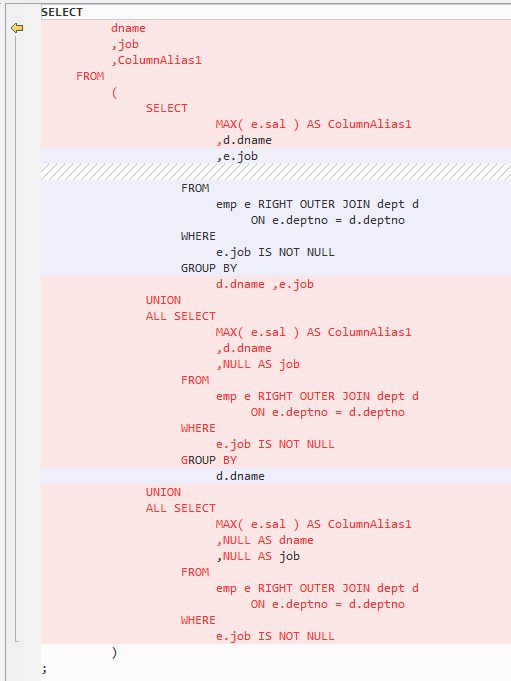 SELECT
dname
,job
,ColumnAlias1
FROM
(
SELECT
MAX( e.sal ) AS ColumnAlias1
,d.dname
,e.job
FROM
emp e RIGHT OUTER JOIN dept d
ON e.deptno = d.deptno
WHERE
e.job IS NOT NULL
GROUP BY
d.dname ,e.job
UNION
ALL SELECT
MAX( e.sal ) AS ColumnAlias1
,d.dname
,NULL AS job
FROM
emp e RIGHT OUTER JOIN dept d
ON e.deptno = d.deptno
WHERE
e.job IS NOT NULL
GROUP BY
d.dname
UNION
ALL SELECT
MAX( e.sal ) AS ColumnAlias1
,NULL AS dname
,NULL AS job
FROM
emp e RIGHT OUTER JOIN dept d
ON e.deptno = d.deptno
WHERE
e.job IS NOT NULL
)
;